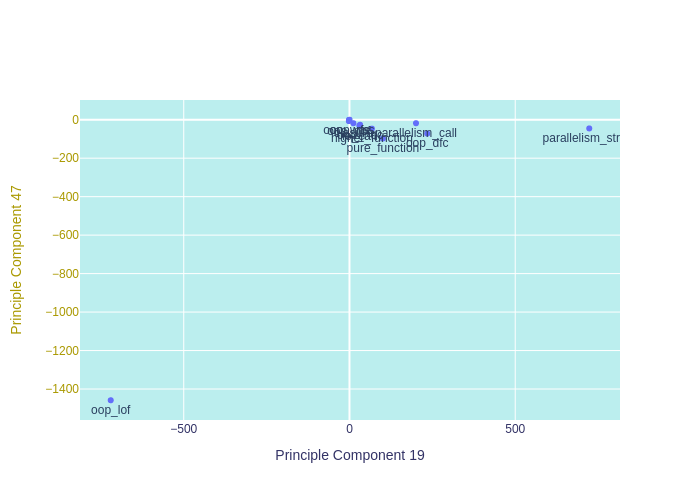 Principle Component 47
0
−200
−400
−600
−800
−1000
−1200
−1400
parallelism_call
parallelism_str
oop_dfc
pure_function
oop_lof
−500
0
500
Principle Component 19